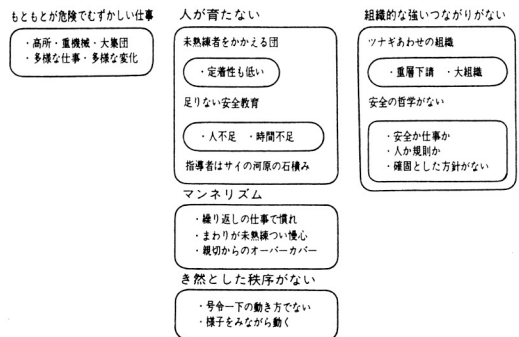 もともとが危険でむずかしい仕事
・高所・重機械・大集団
・多様な仕事・多様な変化
人が育たない
未熟練者をかかえる団
・定着性も低い
足りない安全教育
・人不足 ・時間不足
指導者はサイの河原の石積み
マンネリズム
・繰り返しの仕事で慣れ
・まわりが未熟練つい慢心
・親切からのオーバーカバー
き然とした秩序がない
・号令一下の動き方でない
・様子をみながら動く
組織的な強いつながりがない
ツナギあわせの組織
・重層下請 ・大組織
安全の哲学がない
・安全か仕事か
・人か規則か
・確固とした方針がない